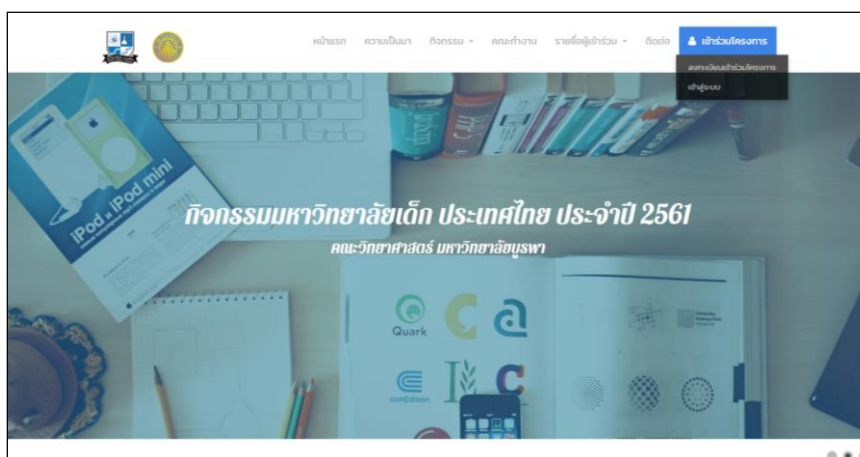 หน้าแรก ความเป็นมา กิจกรรม คณะทำงาน รายชื่อผู้เข้าร่วม ติดต่อ เข้าร่วมโครงการ
ลงทะเบียนเข้าร่วมโครงการ
เข้าสู่ระบบ
iPod и iPod mini
กิจกรรมมหาวิทยาลัยเด็ก ประเทศไทย ประจำปี 2561
คณะวิทยาศาสตร์ มหาวิทยาลัยบูรพา
Quark
conEdison